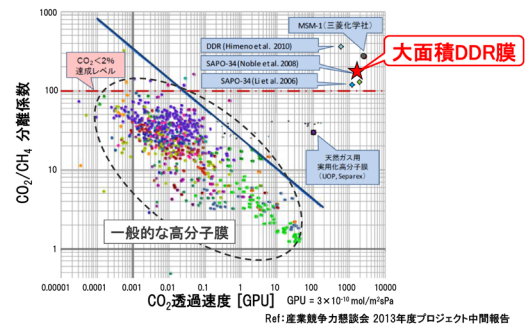 1000
100
10
1
CO₂/CH₄ 分離係数
CO₂<2%
達成レベル
MSM-1(三菱化学社)
DDR (Himeno et al. 2010)
SAPO-34 (Noble et al. 2008)
SAPO-34 (Li et al. 2006)
大面積DDR膜
天然ガス用
実用化高分子膜
(UOP, Separex)
一般的な高分子膜
0.00001 0.0001 0.001 0.01 0.1 1 10 100 1000 10000
CO₂透過速度 [GPU] GPU = 3×10⁻¹⁰ mol/m²sPa
Ref:産業競争力懇談会 2013年度プロジェクト中間報告